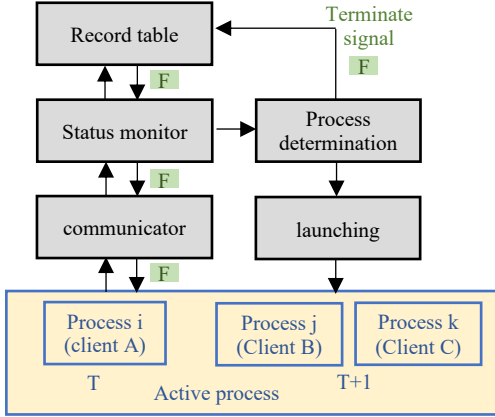 Record table
Terminate
signal
F
F
Status monitor
Process
determination
F
communicator
launching
F
Process i
(client A)
Process j
(Client B)
Process k
(Client C)
T
T+1
Active process